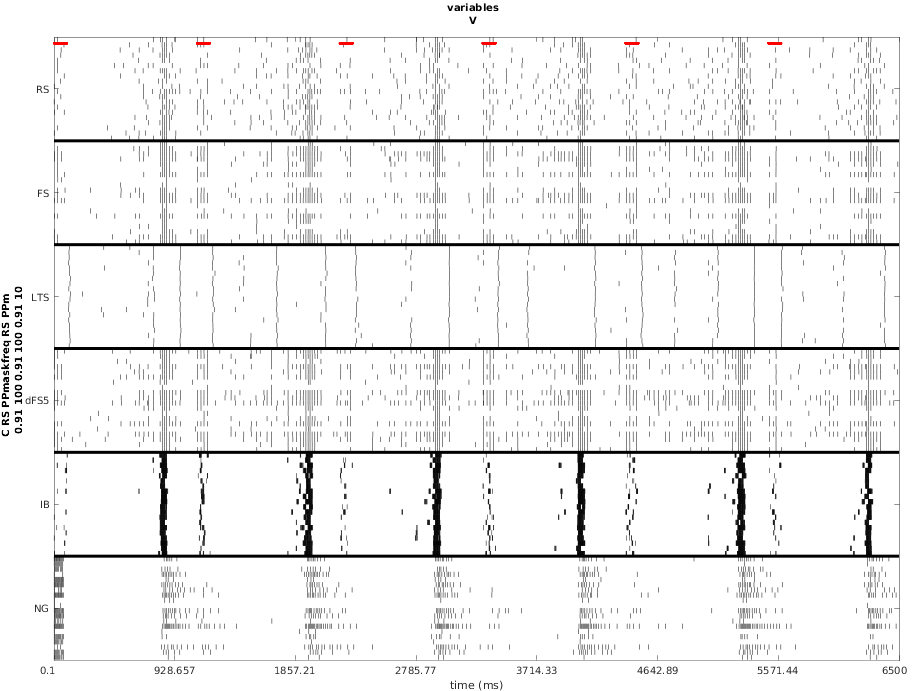 variables
V
RS
FS
LTS
dFS5
IB
NG
C RS PPmaskfreq RS PPm
0.91 100 0.91 100 0.91 10
0.1 928.657 1857.21 2785.77 3714.33 4642.89 5571.44 6500
time (ms)